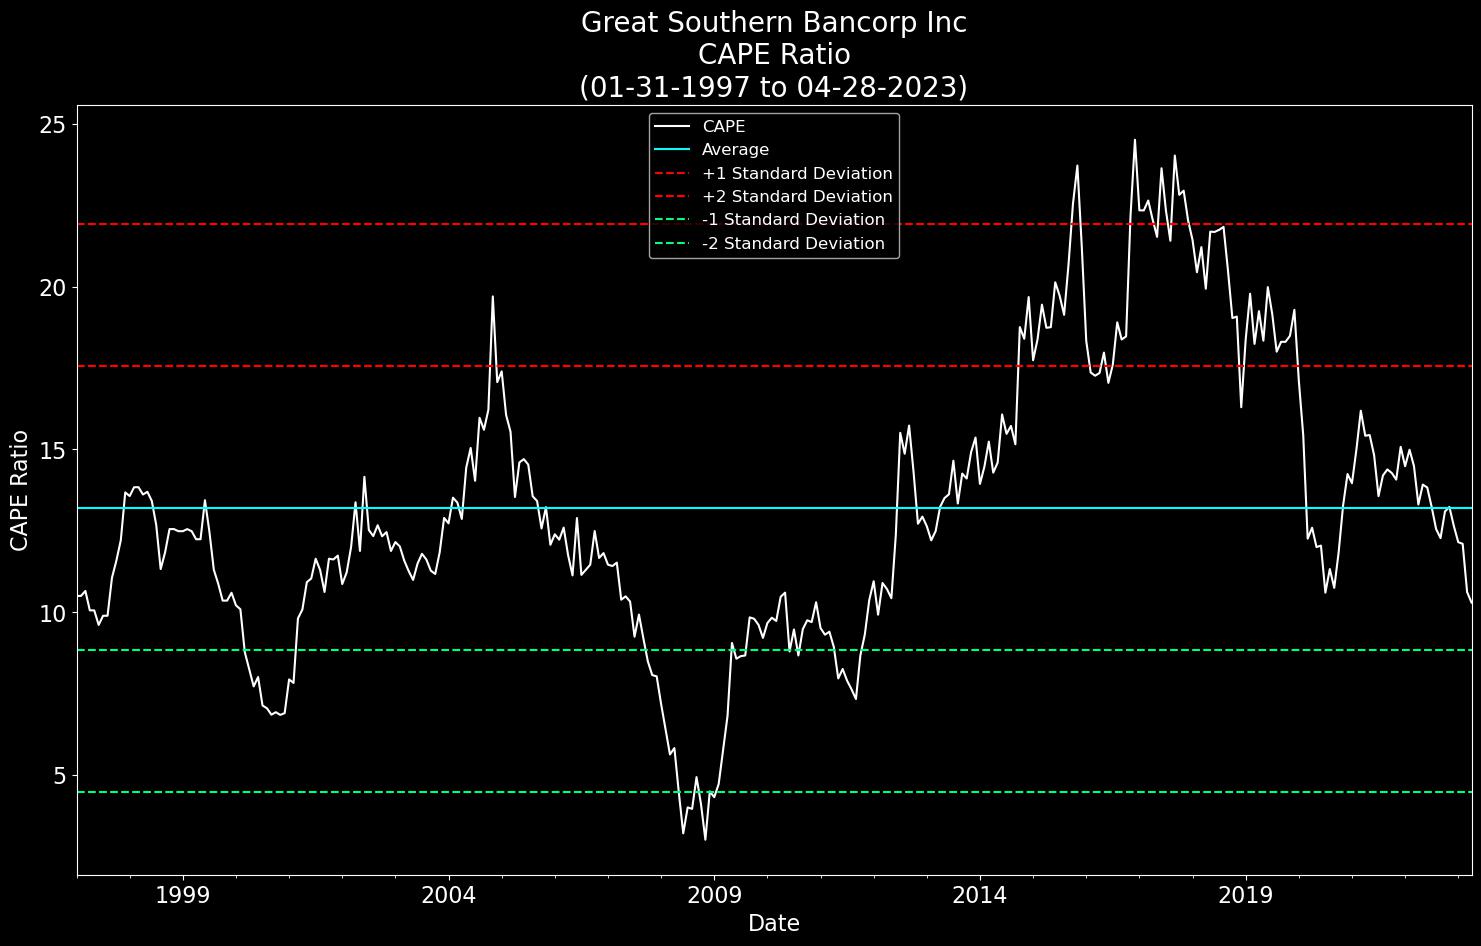 Great Southern Bancorp Inc
CAPE Ratio
(01-31-1997 to 04-28-2023)
CAPE
Average
+1 Standard Deviation
+2 Standard Deviation
-1 Standard Deviation
-2 Standard Deviation
25
20
15
10
5
CAPE Ratio
1999 2004 2009 2014 2019
Date